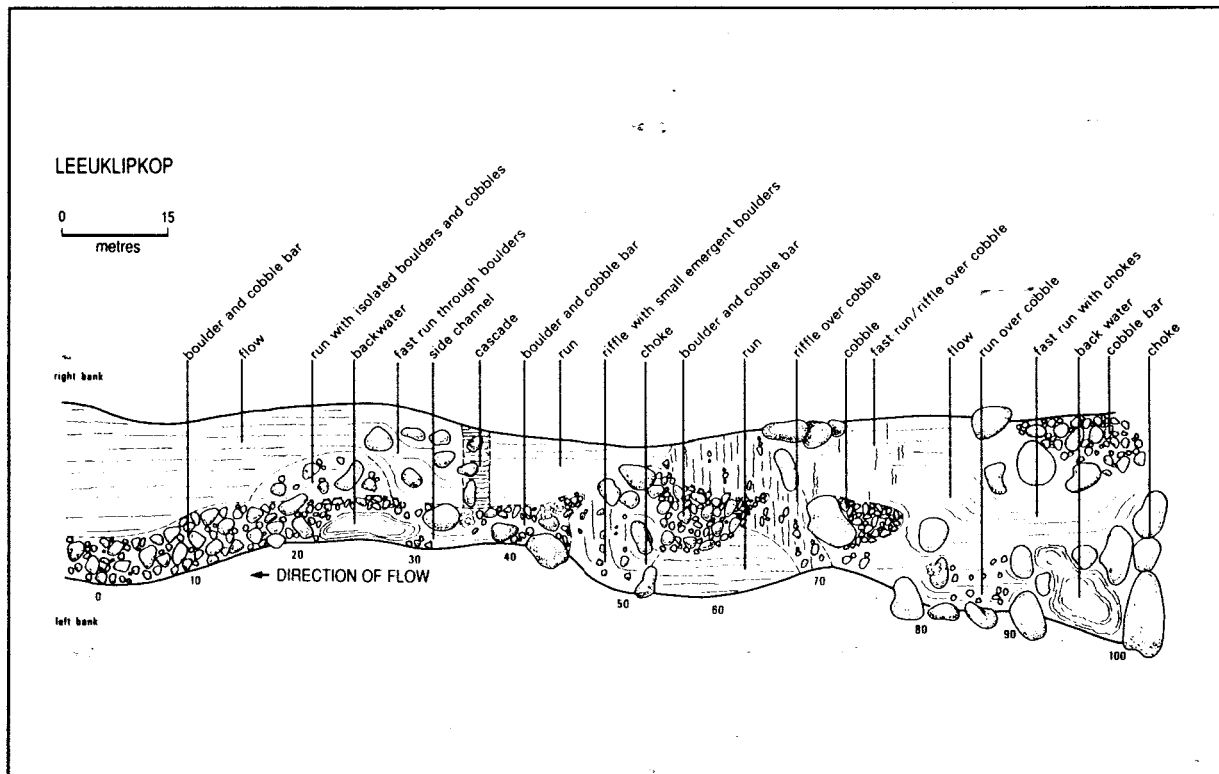 LEEUKLIPKOP
0 15
metres
boulder and cobble bar
flow
run with isolated boulders and cobbles
backwater
fast run through boulders
side channel
cascade
boulder and cobble bar
run
riffle with small emergent boulders
choke
boulder and cobble bar
run
riffle over cobble
cobble
fast run/riffle over cobble
flow
run over cobble
fast run with chokes
back water
cobble bar
choke
right bank
0
10
20
30
40
50
60
70
80
90
100
← DIRECTION OF FLOW
left bank